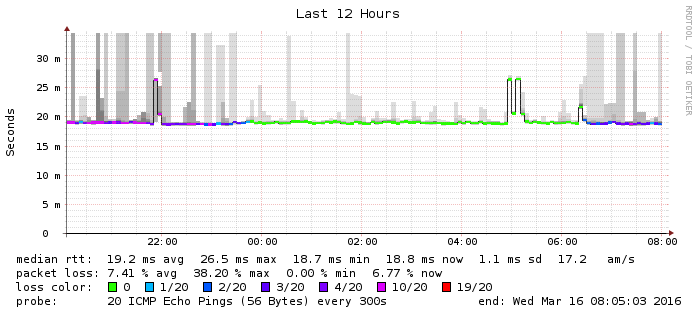 Last 12 Hours
RRDTOOL / TOBI OETIKER
Seconds
30 m
25 m
20 m
15 m
10 m
5 m
0
22:00 00:00 02:00 04:00 06:00 08:00
median rtt: 19.2 ms avg 26.5 ms max 18.7 ms min 18.8 ms now 1.1 ms sd 17.2 am/s
packet loss: 7.41 % avg 38.20 % max 0.00 % min 6.77 % now
loss color: 0 1/20 2/20 3/20 4/20 10/20 19/20
probe: 20 ICMP Echo Pings (56 Bytes) every 300s end: Wed Mar 16 08:05:03 2016